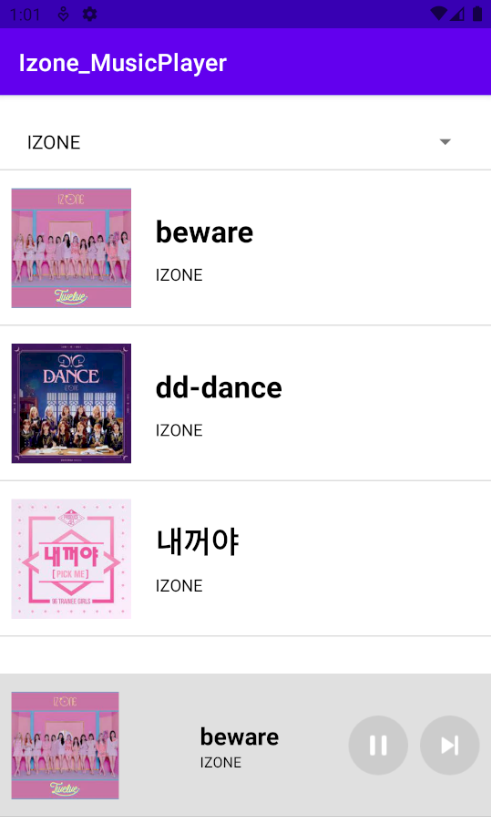 1:01
Izone_MusicPlayer
IZONE
IZ*ONE
Twelve
beware
IZONE
DANCE
dd-dance
IZONE
내꺼야
[PICK ME]
내꺼야
IZONE
IZ*ONE
Twelve
beware
IZONE